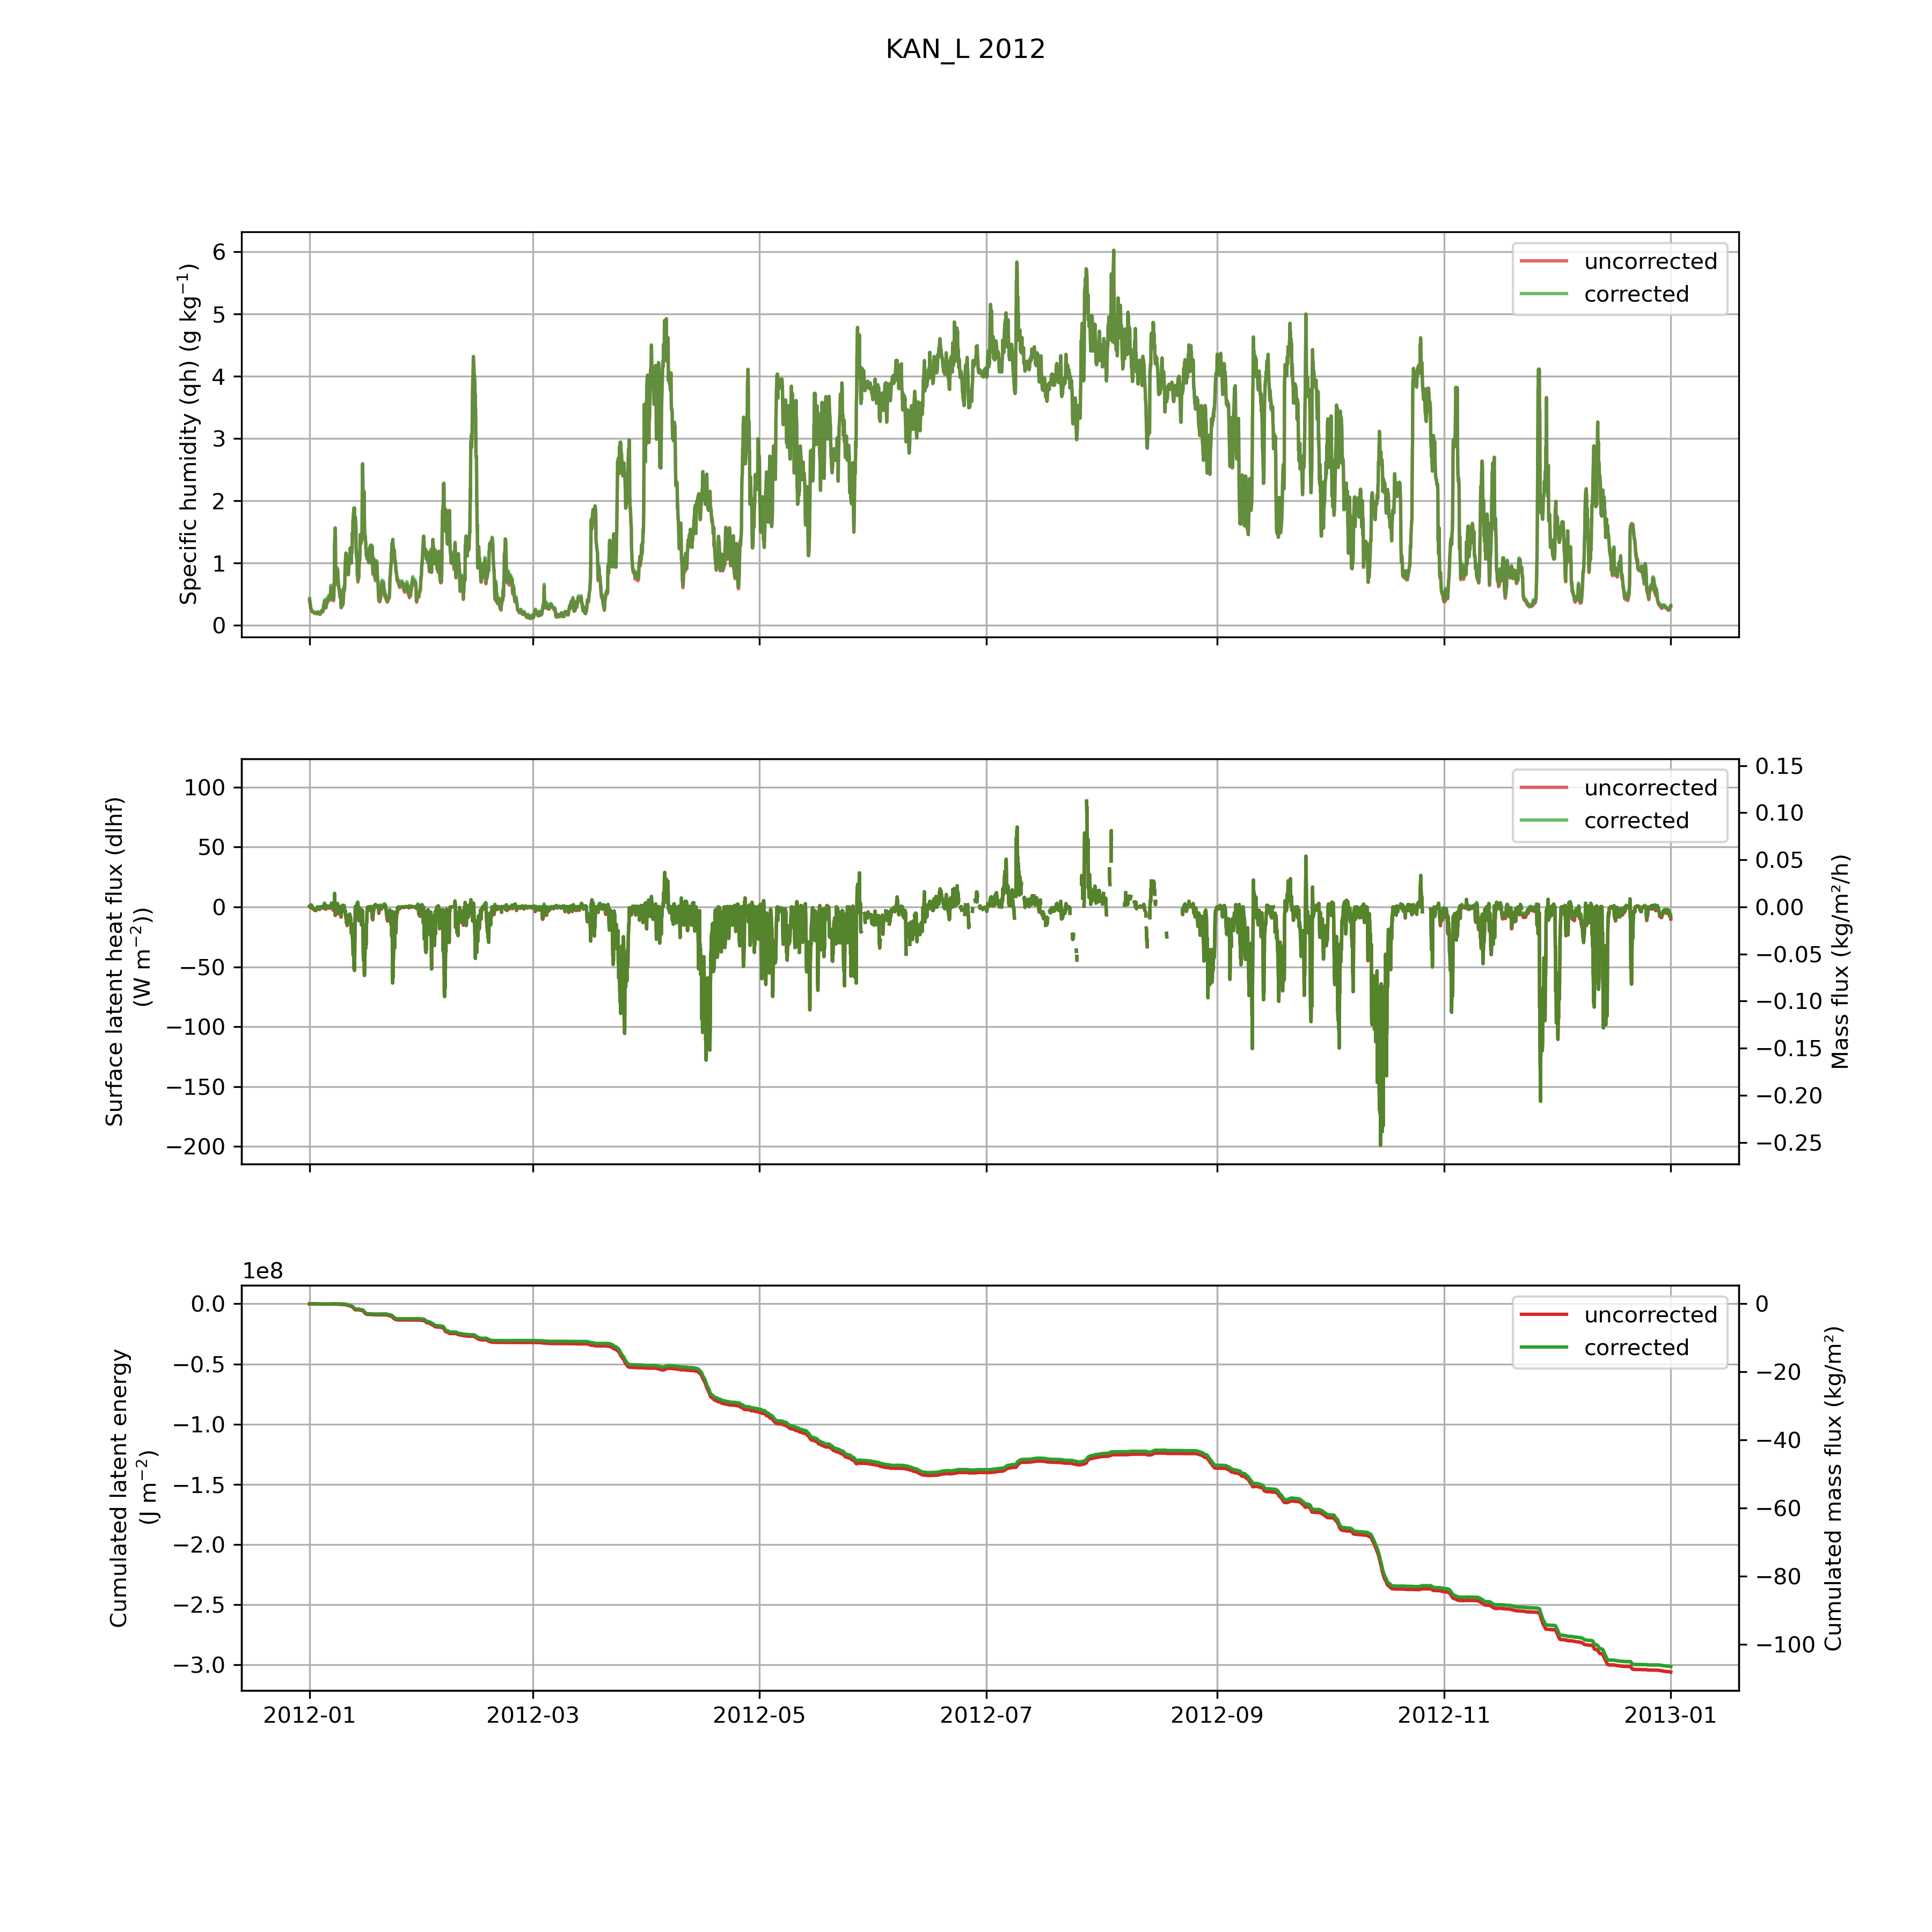 KAN_L 2012
Specific humidity (qh) (g kg⁻¹)
6
5
4
3
2
1
0
uncorrected
corrected
Surface latent heat flux (dlhf)
(W m⁻²))
100
50
0
−50
−100
−150
−200
uncorrected
corrected
0.15
0.10
0.05
0.00
−0.05
−0.10
−0.15
−0.20
−0.25
Mass flux (kg/m²/h)
1e8
Cumulated latent energy
(J m⁻²)
0.0
−0.5
−1.0
−1.5
−2.0
−2.5
−3.0
uncorrected
corrected
0
−20
−40
−60
−80
−100
Cumulated mass flux (kg/m²)
2012-01 2012-03 2012-05 2012-07 2012-09 2012-11 2013-01